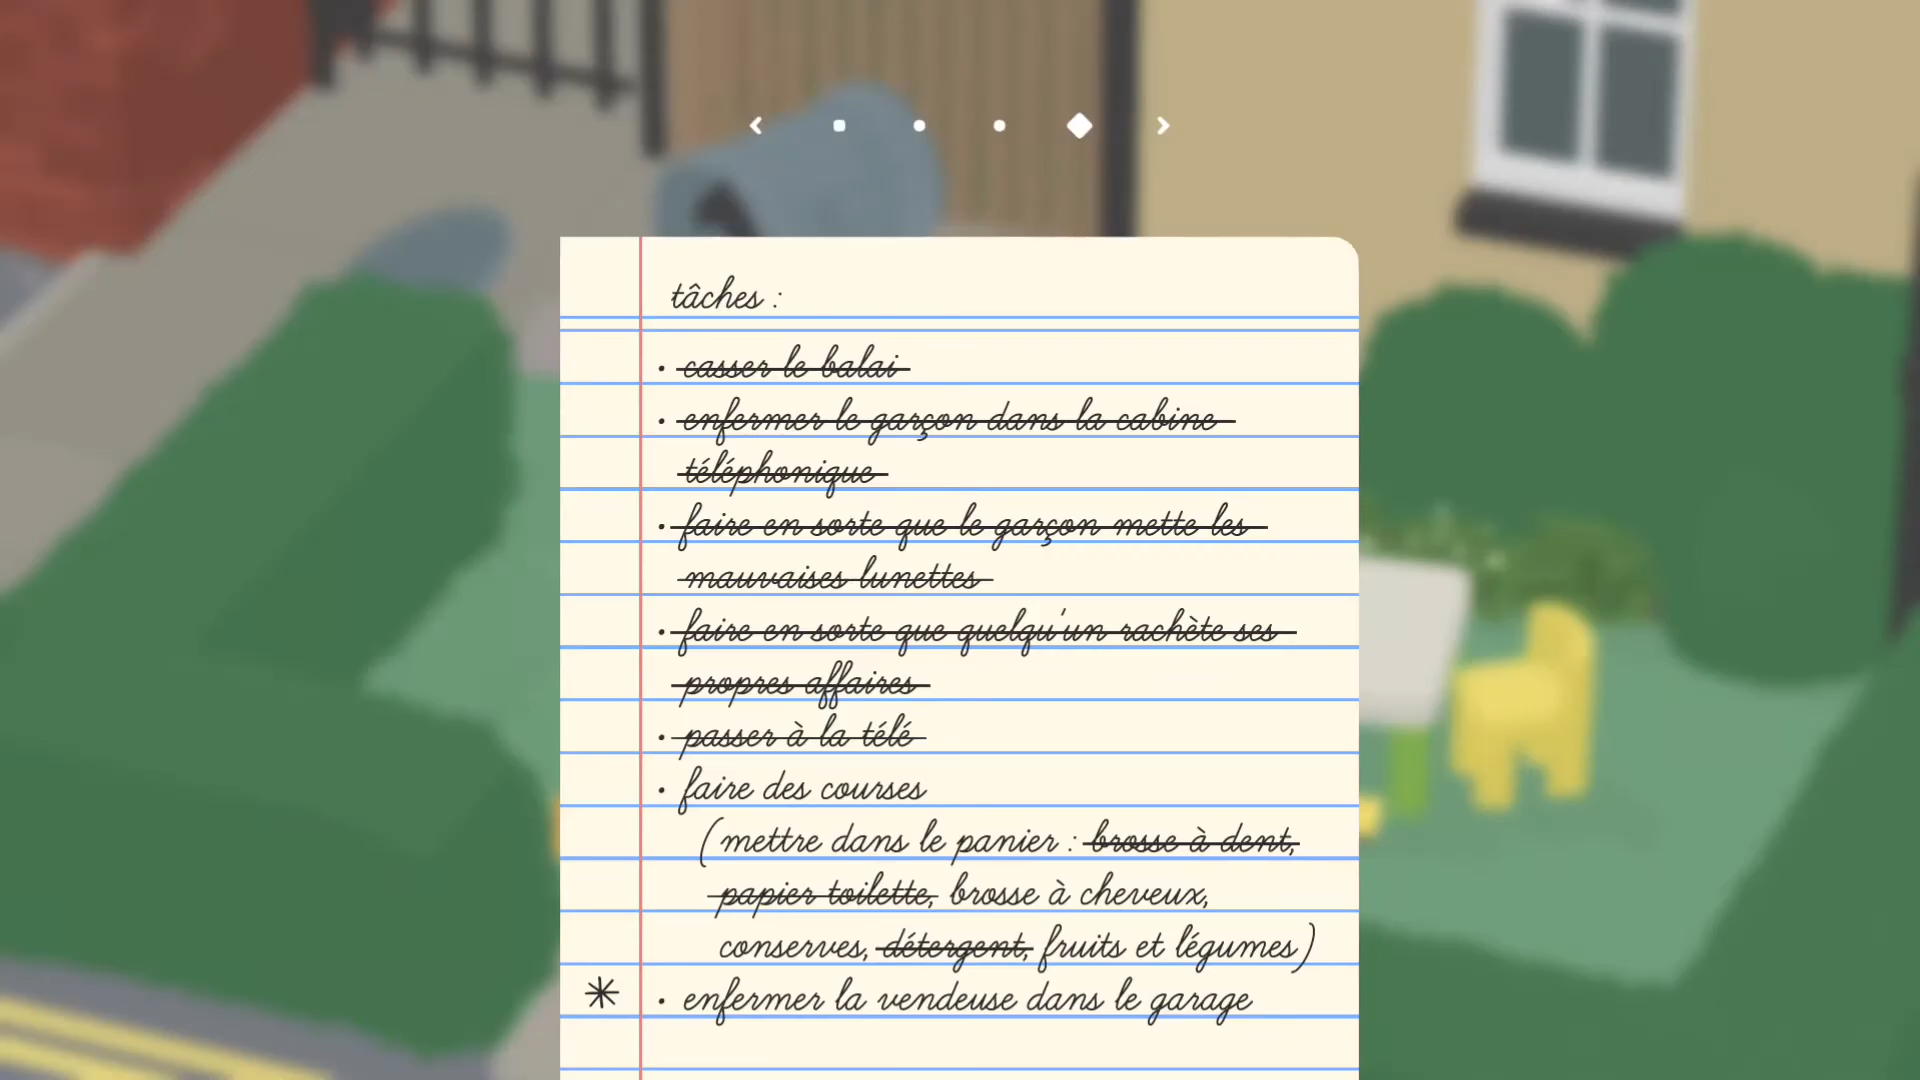 tâches :
• casser le balai
• enfermer le garçon dans la cabine
téléphonique
• faire en sorte que le garçon mette les
mauvaises lunettes
• faire en sorte que quelqu'un rachète ses
propres affaires
• passer à la télé
• faire des courses
(mettre dans le panier : brosse à dent,
papier toilette, brosse à cheveux,
conserves, détergent, fruits et légumes)
• enfermer la vendeuse dans le garage